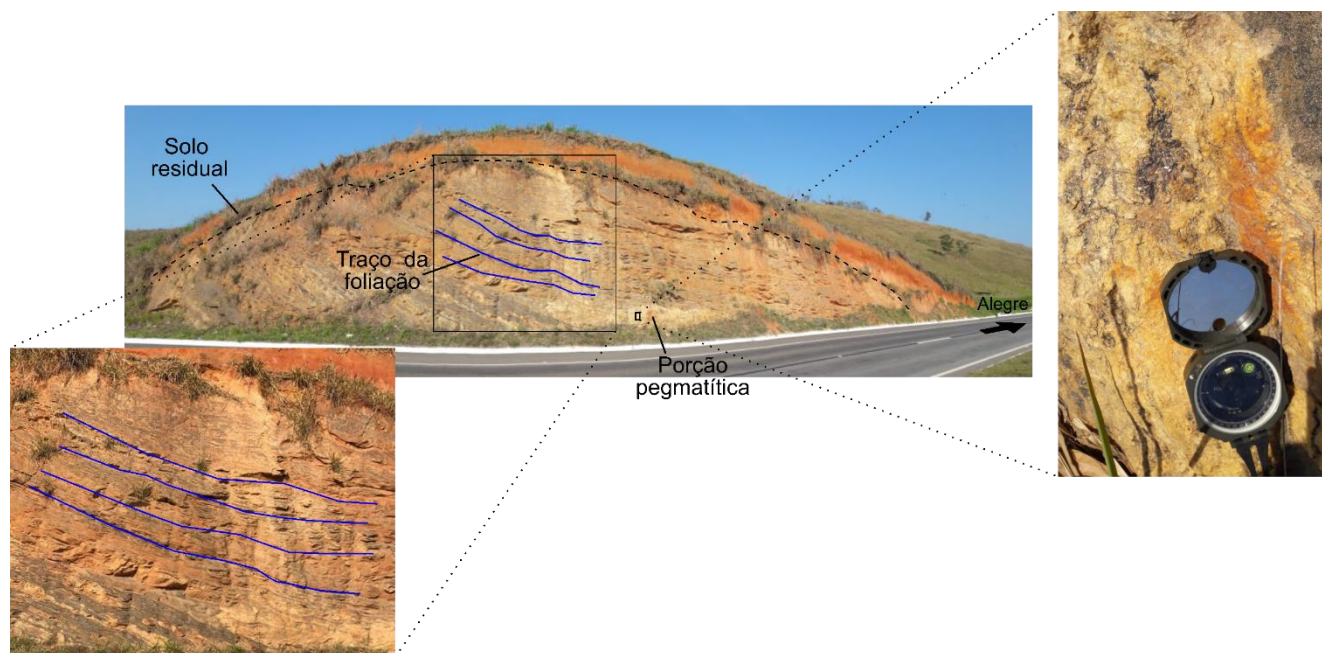 Solo
residual
Traço da
foliação
Alegre
Porção
pegmatítica